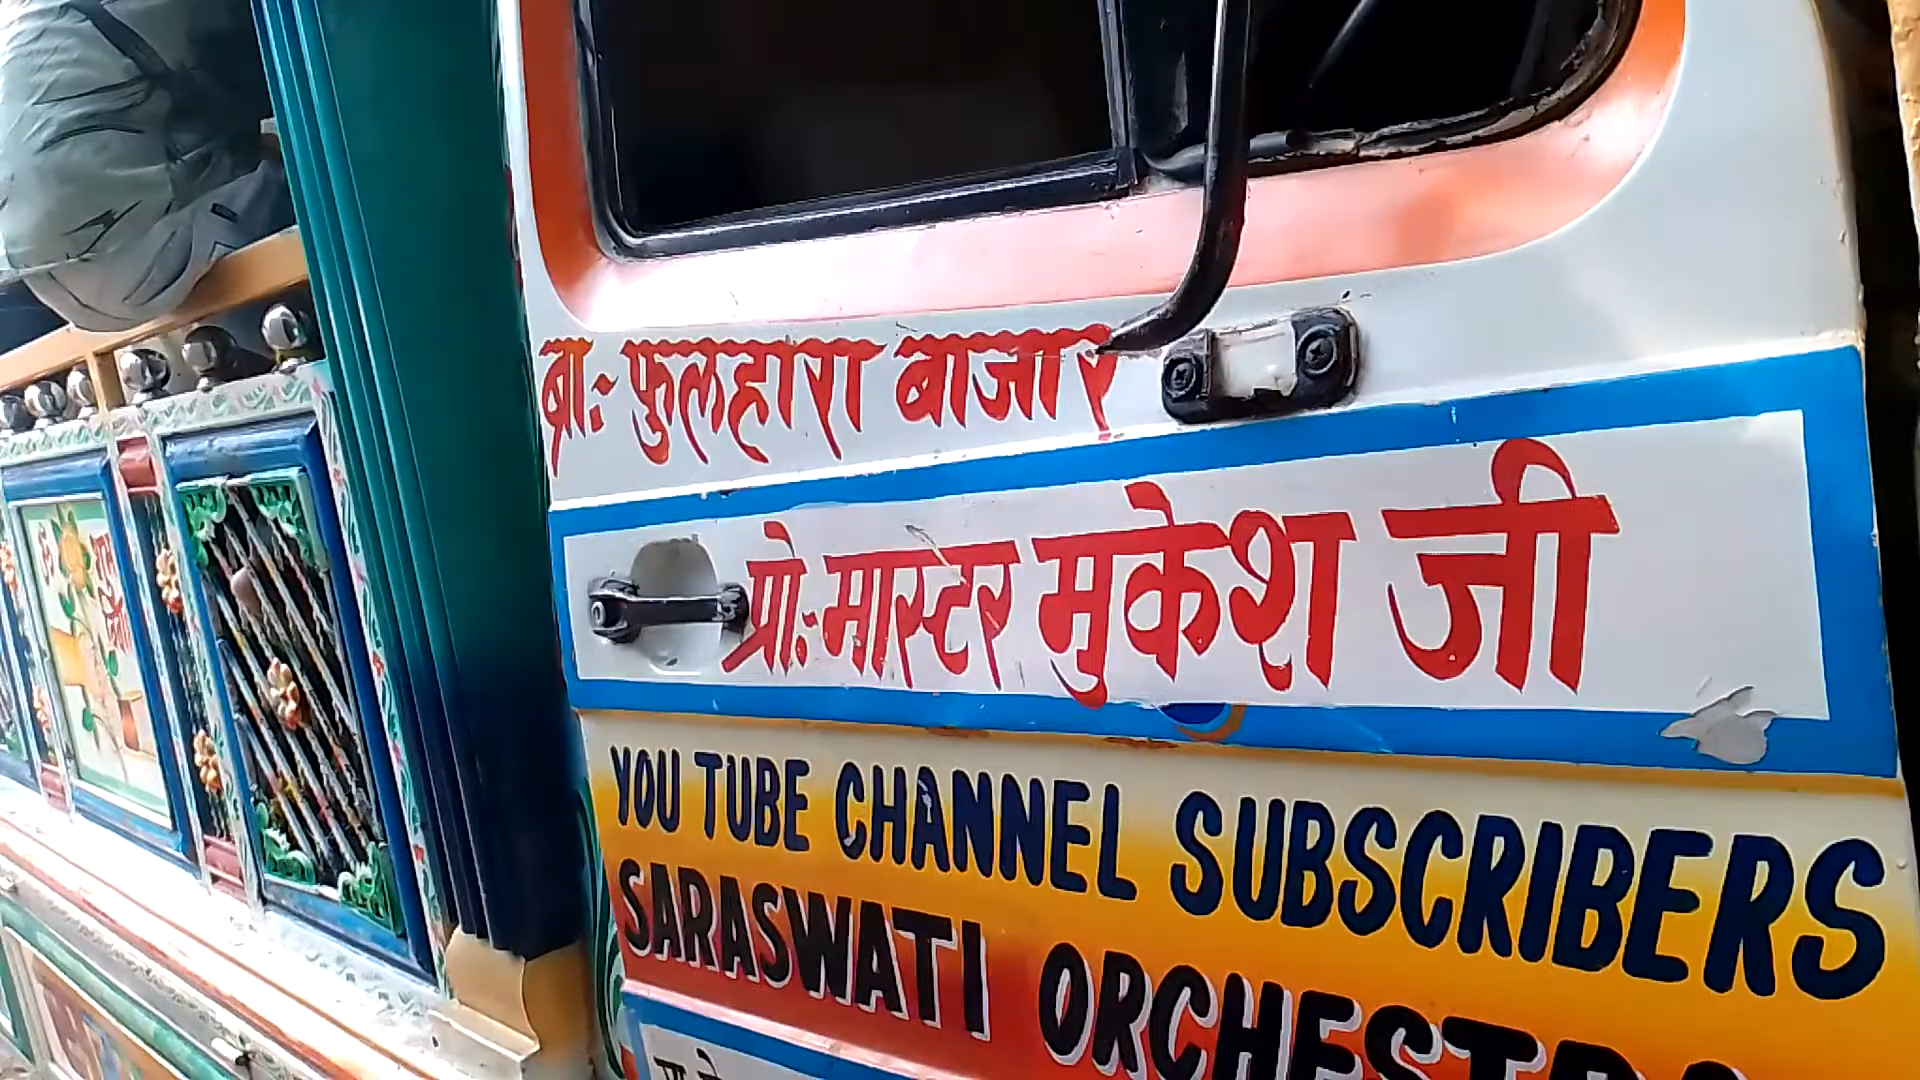 ब्रा:- फुलहारा बाजार
प्रो:-मास्टर मुकेश जी
YOU TUBE CHANNEL SUBSCRIBERS
SARASWATI ORCHESTRA